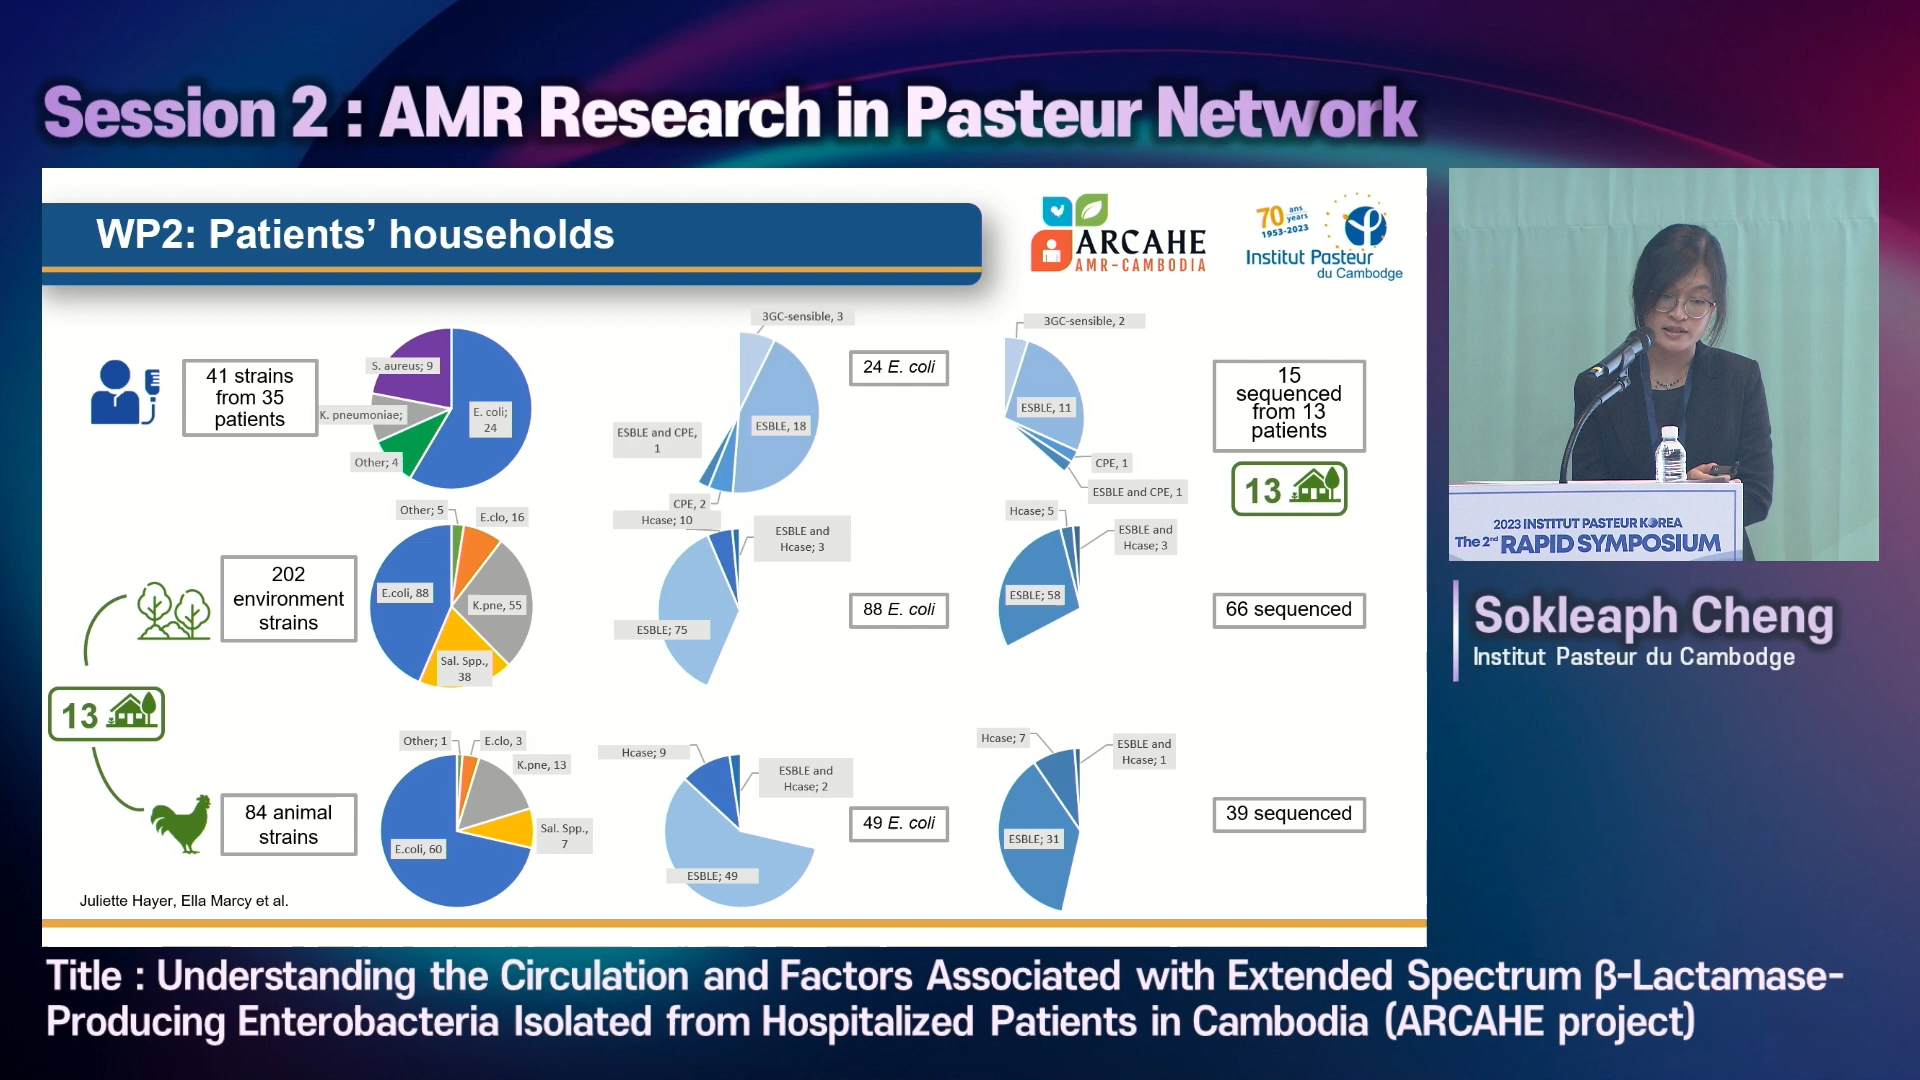 Session 2 : AMR Research in Pasteur Network
WP2: Patients’ households
ARCAHE
AMR-CAMBODIA
70 ans
years
1953-2023
Institut Pasteur
du Cambodge
41 strains
from 35
patients
S. aureus; 9
K. pneumoniae;
Other; 4
E. coli;
24
3GC-sensible, 3
ESBLE, 18
ESBLE and CPE,
1
CPE, 2
24 E. coli
3GC-sensible, 2
ESBLE, 11
CPE, 1
ESBLE and CPE, 1
15
sequenced
from 13
patients
13
202
environment
strains
Other; 5
E.clo, 16
E.coli, 88
K.pne, 55
Sal. Spp.,
38
Hcase; 10
ESBLE and
Hcase; 3
ESBLE; 75
88 E. coli
Hcase; 5
ESBLE and
Hcase; 3
ESBLE; 58
66 sequenced
13
84 animal
strains
Other; 1
E.clo, 3
K.pne, 13
Sal. Spp.,
7
E.coli, 60
Hcase; 9
ESBLE and
Hcase; 2
ESBLE; 49
49 E. coli
Hcase; 7
ESBLE and
Hcase; 1
ESBLE; 31
39 sequenced
Juliette Hayer, Ella Marcy et al.
2023 INSTITUT PASTEUR KOREA
The 2nd RAPID SYMPOSIUM
Sokleaph Cheng
Institut Pasteur du Cambodge
Title : Understanding the Circulation and Factors Associated with Extended Spectrum β-Lactamase-
Producing Enterobacteria Isolated from Hospitalized Patients in Cambodia (ARCAHE project)